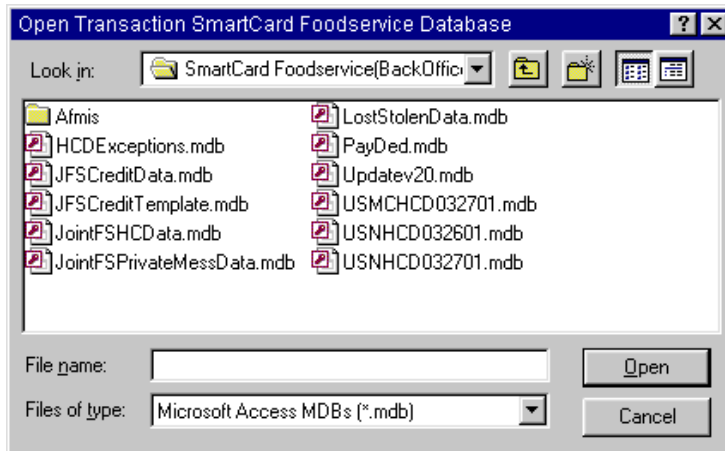 Open Transaction SmartCard Foodservice Database
Look in: SmartCard Foodservice(BackOffic
Afmis
HCDExceptions.mdb
JFSCreditData.mdb
JFSCreditTemplate.mdb
JointFSHCData.mdb
JointFSPrivateMessData.mdb
LostStolenData.mdb
PayDed.mdb
Updatev20.mdb
USMCHCD032701.mdb
USNHCD032601.mdb
USNHCD032701.mdb
File name: Open
Files of type: Microsoft Access MDBs (*.mdb) Cancel